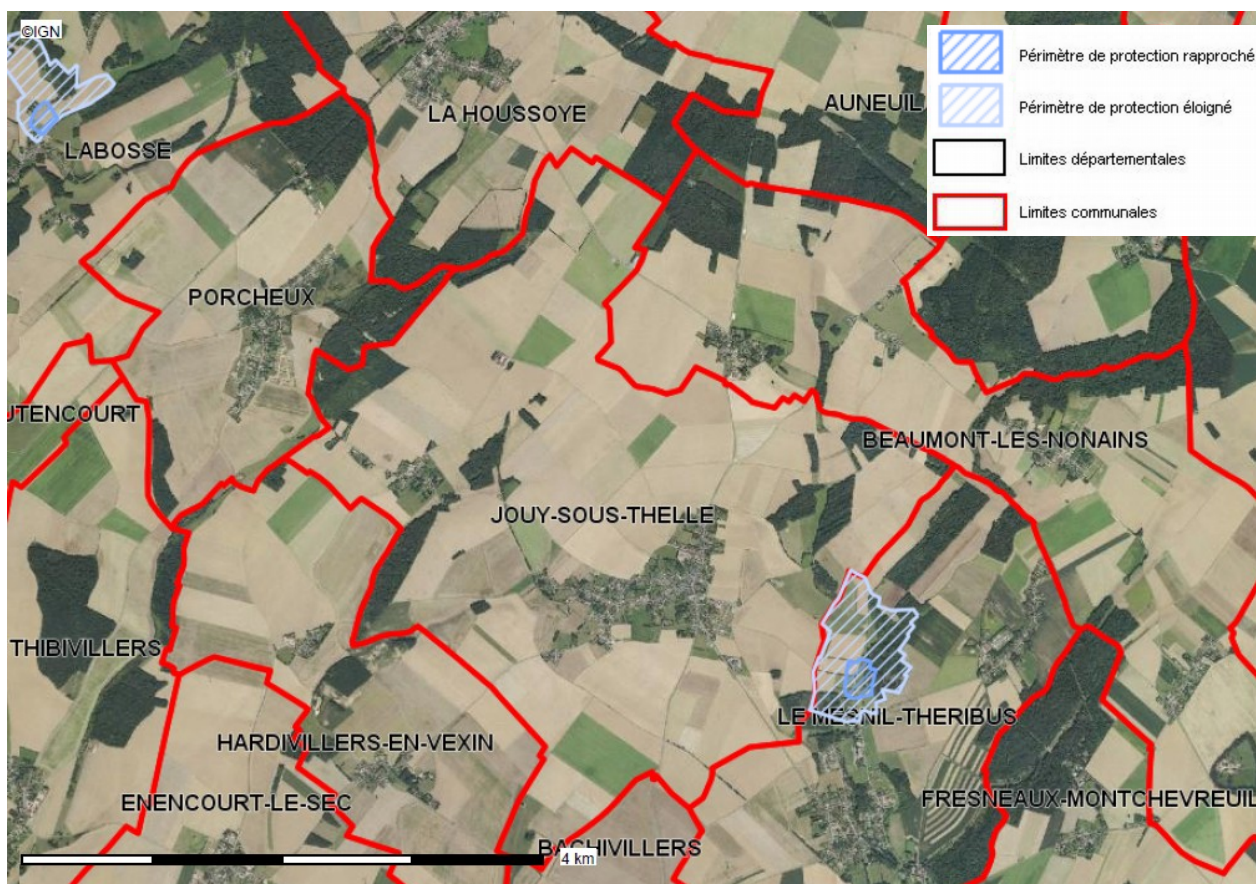 ©IGN
Périmètre de protection rapproché
Périmètre de protection éloigné
Limites départementales
Limites communales
LA HOUSSOYE
AUNEUIL
LABOSSE
PORCHEUX
UTENCOURT
BEAUMONT-LES-NONAINS
JOUY-SOUS-THELLE
THIBIVILLERS
LE MESNIL-THERIBUS
HARDIVILLERS-EN-VEXIN
ENENCOURT-LE-SEC
FRESNEAUX-MONTCHEVREUIL
BACHIVILLERS
4 km